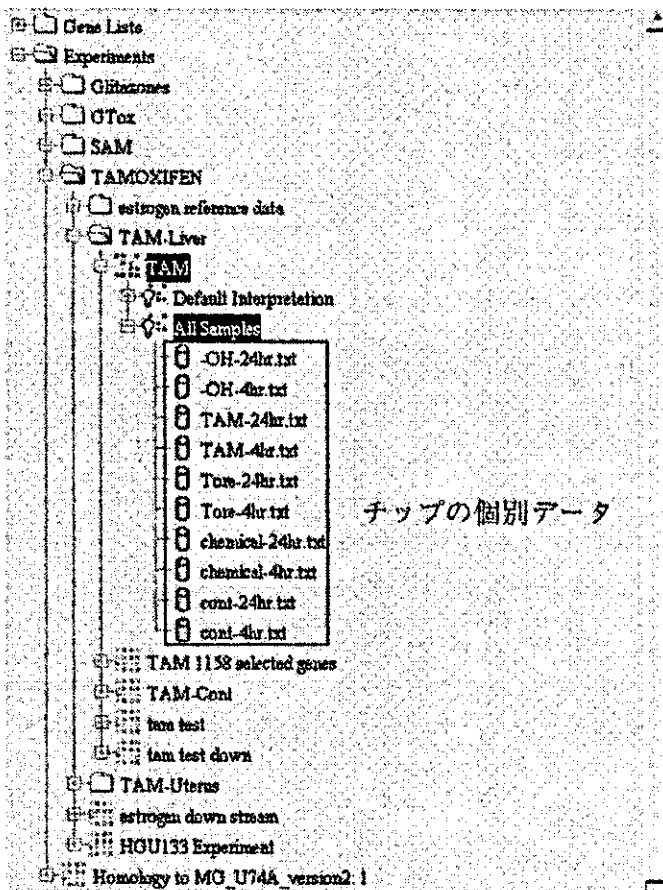 Gene Lists
Experiments
Glitazones
GTox
SAM
TAMOXIFEN
estrogen reference data
TAM-Liver
TAM
Default Interpretation
All Samples
-OH-24hr.txt
-OH-4hr.txt
TAM-24hr.txt
TAM-4hr.txt
Tore-24hr.txt
Tore-4hr.txt
チップの個別データ
chemical-24hr.txt
chemical-4hr.txt
cont-24hr.txt
cont-4hr.txt
TAM 1158 selected genes
TAM-Cont
tam test
tam test down
TAM-Uterus
estrogen down stream
HGU133 Experiment
Homology to MG_U74A_version2: 1